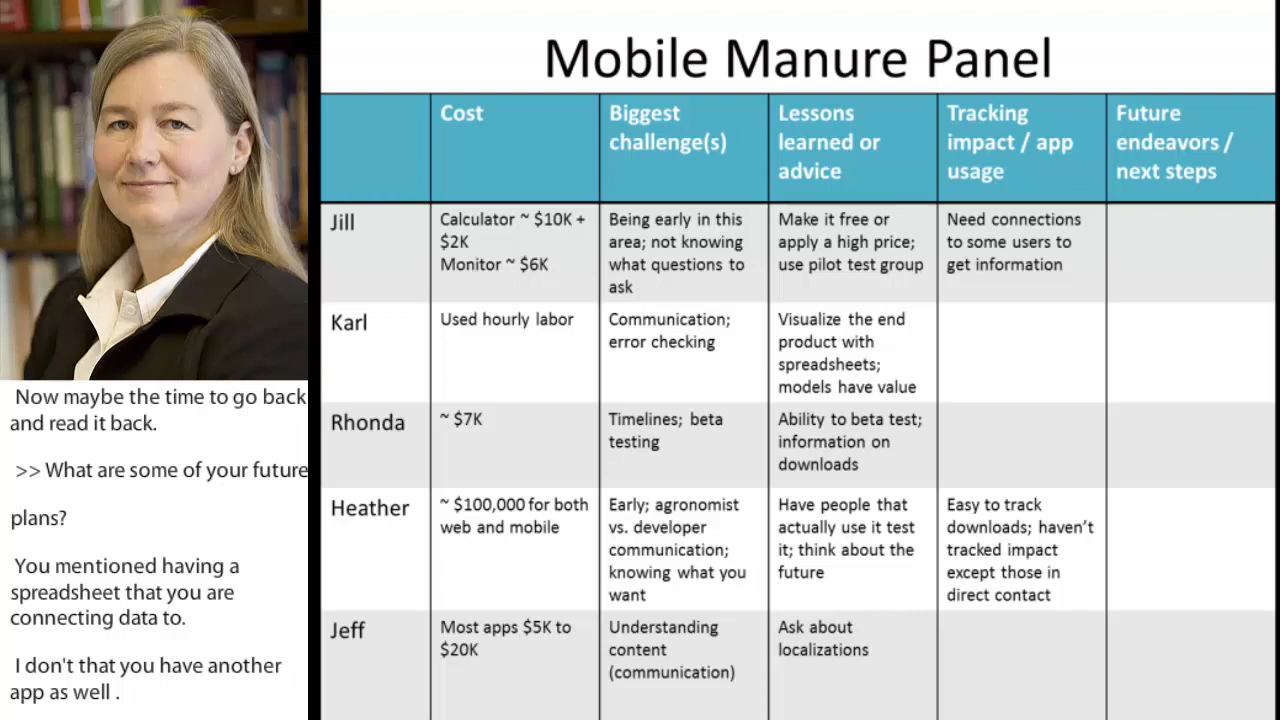 Mobile Manure Panel
Cost
Biggest
challenge(s)
Lessons
learned or
advice
Tracking
impact / app
usage
Future
endeavors /
next steps
Jill
Calculator ~ $10K +
$2K
Monitor ~ $6K
Being early in this
area; not knowing
what questions to
ask
Make it free or
apply a high price;
use pilot test group
Need connections
to some users to
get information
Karl
Used hourly labor
Communication;
error checking
Visualize the end
product with
spreadsheets;
models have value
Rhonda
~ $7K
Timelines; beta
testing
Ability to beta test;
information on
downloads
Heather
~ $100,000 for both
web and mobile
Early; agronomist
vs. developer
communication;
knowing what you
want
Have people that
actually use it test
it; think about the
future
Easy to track
downloads; haven't
tracked impact
except those in
direct contact
Jeff
Most apps $5K to
$20K
Understanding
content
(communication)
Ask about
localizations
Now maybe the time to go back
and read it back.
>> What are some of your future
plans?
You mentioned having a
spreadsheet that you are
connecting data to.
I don't that you have another
app as well .